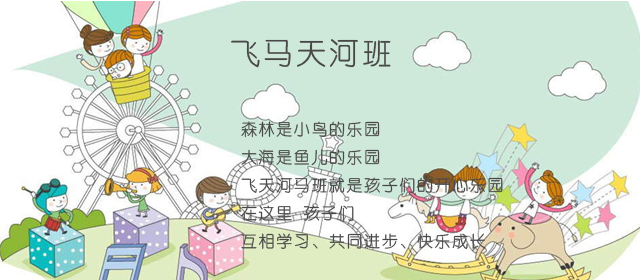 飞马天河班
森林是小鸟的乐园
大海是鱼儿的乐园
飞天河马班就是孩子们的开心乐园
在这里 孩子们
互相学习、共同进步、快乐成长